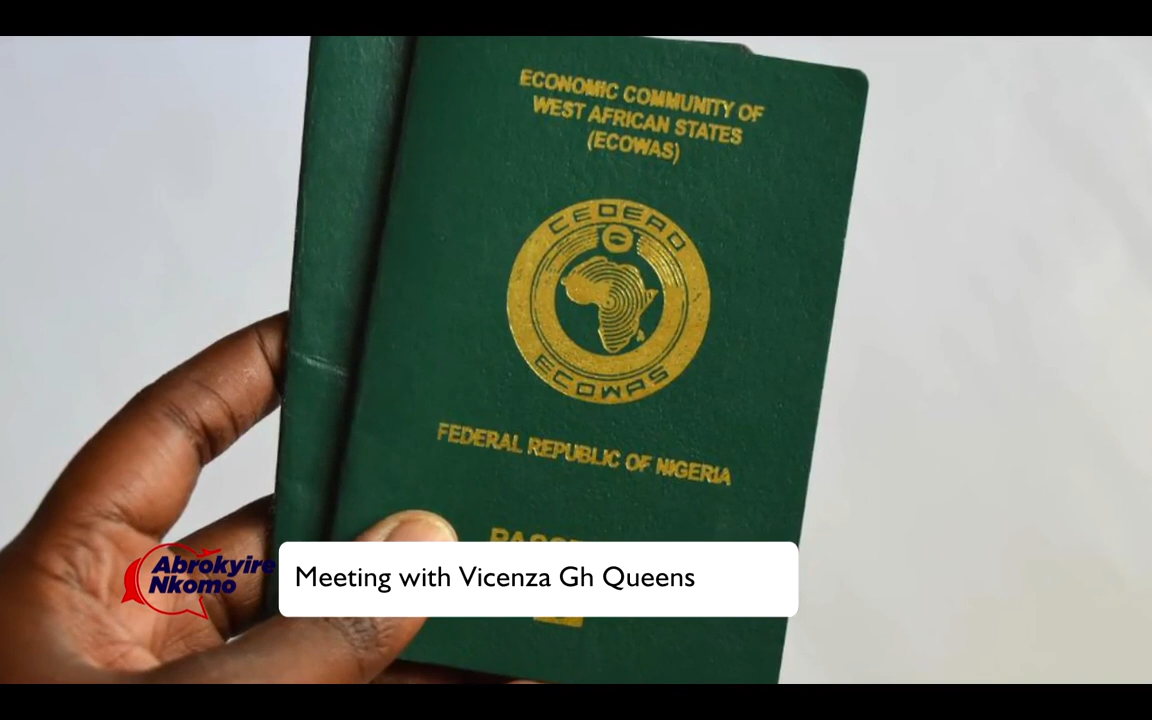 ECONOMIC COMMUNITY OF
WEST AFRICAN STATES
(ECOWAS)
CEDEAO
ECOWAS
FEDERAL REPUBLIC OF NIGERIA
Abrokyire
Nkomo
Meeting with Vicenza Gh Queens